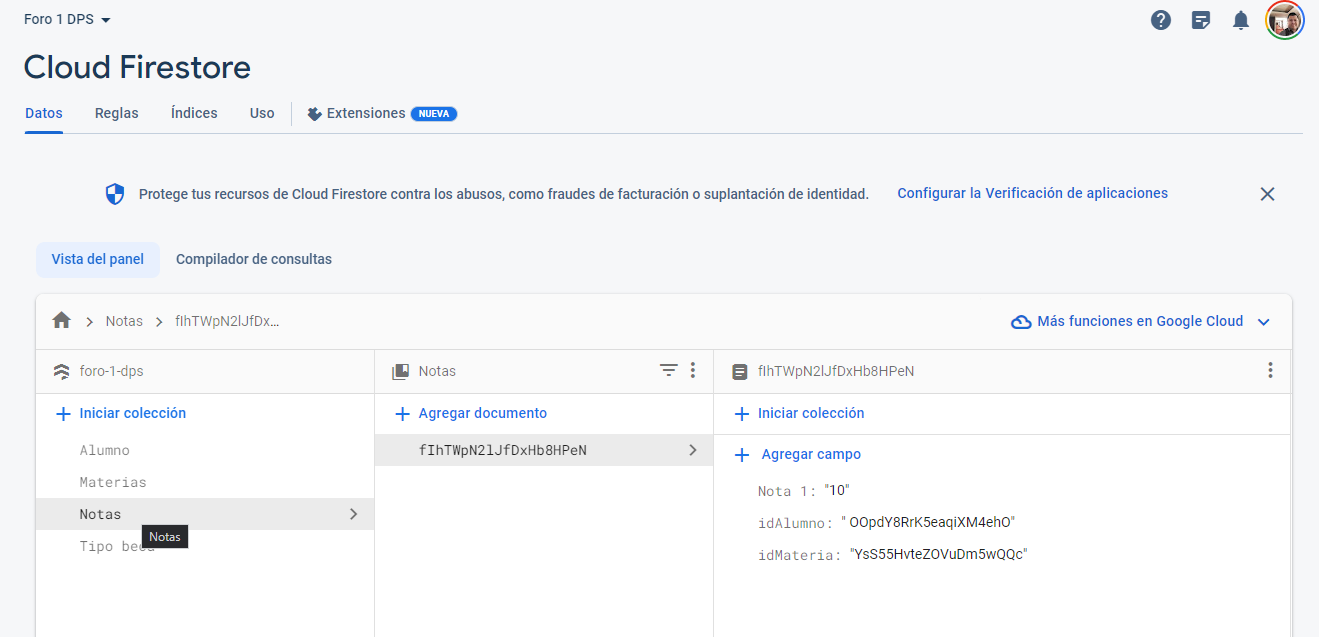 Foro 1 DPS
Cloud Firestore
Datos Reglas Índices Uso Extensiones NUEVA
Protege tus recursos de Cloud Firestore contra los abusos, como fraudes de facturación o suplantación de identidad. Configurar la Verificación de aplicaciones
Vista del panel Compilador de consultas
Notas fIhTWpN2lJfDx... Más funciones en Google Cloud
foro-1-dps Notas fIhTWpN2lJfDxHb8HPeN
Iniciar colección Agregar documento Iniciar colección
Alumno fIhTWpN2lJfDxHb8HPeN Agregar campo
Materias Nota 1: "10"
Notas idAlumno: " OOpdY8RrK5eaqiXM4ehO"
Notas
Tipo beca idMateria: "YsS55HvteZOVuDm5wQQc"